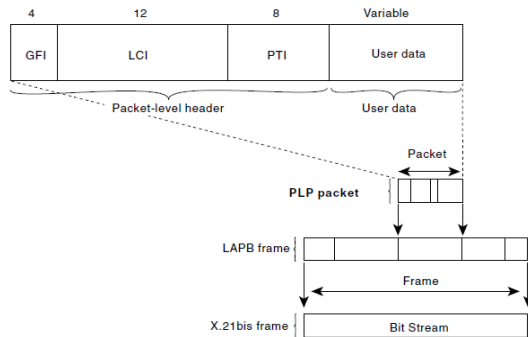 4 12 8 Variable
GFI LCI PTI User data
Packet-level header User data
Packet
PLP packet
LAPB frame
Frame
X.21bis frame Bit Stream